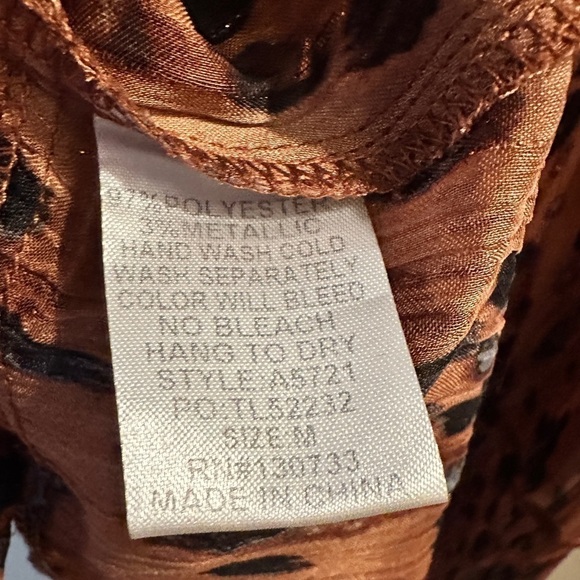 97% POLYESTER
3% METALLIC
HAND WASH COLD
WASH SEPARATELY
COLOR WILL BLEED
NO BLEACH
HANG TO DRY
STYLE:A5721
PO:TL52232
SIZE:M
RN#130733
MADE IN CHINA